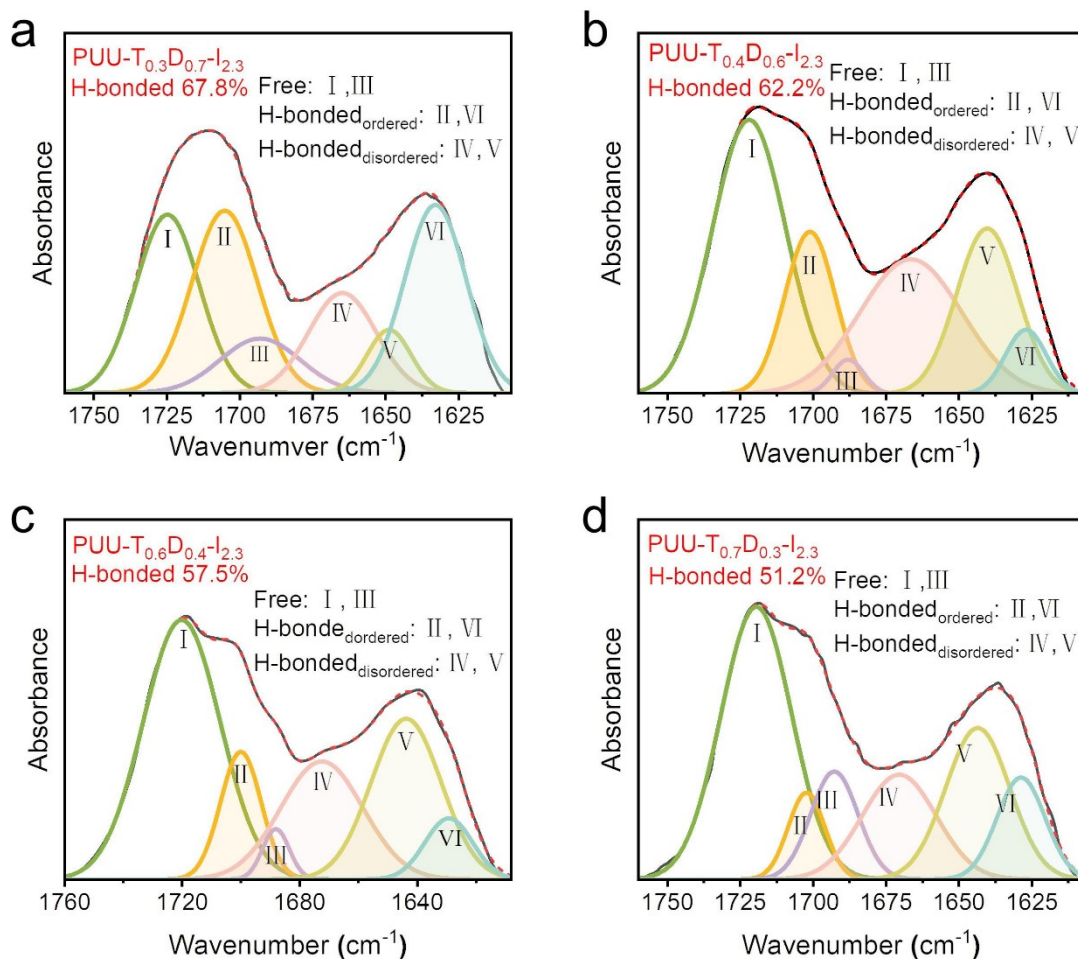 a
PUU-T0.3D0.7-I2.3
H-bonded 67.8%
Free: Ⅰ,Ⅲ
H-bondedordered: Ⅱ,Ⅵ
H-bondeddisordered: Ⅳ,Ⅴ
Ⅰ
Ⅱ
Ⅲ
Ⅳ
Ⅴ
Ⅵ
Absorbance
1750 1725 1700 1675 1650 1625
Wavenumver (cm-1)
b
PUU-T0.4D0.6-I2.3
H-bonded 62.2%
Free: Ⅰ,Ⅲ
H-bondedordered: Ⅱ,Ⅵ
H-bondeddisordered: Ⅳ, Ⅴ
Ⅰ
Ⅱ
Ⅲ
Ⅳ
Ⅴ
Ⅵ
Absorbance
1750 1725 1700 1675 1650 1625
Wavenumber (cm-1)
c
PUU-T0.6D0.4-I2.3
H-bonded 57.5%
Free: Ⅰ,Ⅲ
H-bondedordered: Ⅱ,Ⅵ
H-bondeddisordered: Ⅳ, Ⅴ
Ⅰ
Ⅱ
Ⅲ
Ⅳ
Ⅴ
Ⅵ
Absorbance
1760 1720 1680 1640
Wavenumber (cm-1)
d
PUU-T0.7D0.3-I2.3
H-bonded 51.2%
Free: Ⅰ,Ⅲ
H-bondedordered: Ⅱ,Ⅵ
H-bondeddisordered: Ⅳ, Ⅴ
Ⅰ
Ⅱ
Ⅲ
Ⅳ
Ⅴ
Ⅵ
Absorbance
1750 1725 1700 1675 1650 1625
Wavenumber (cm-1)